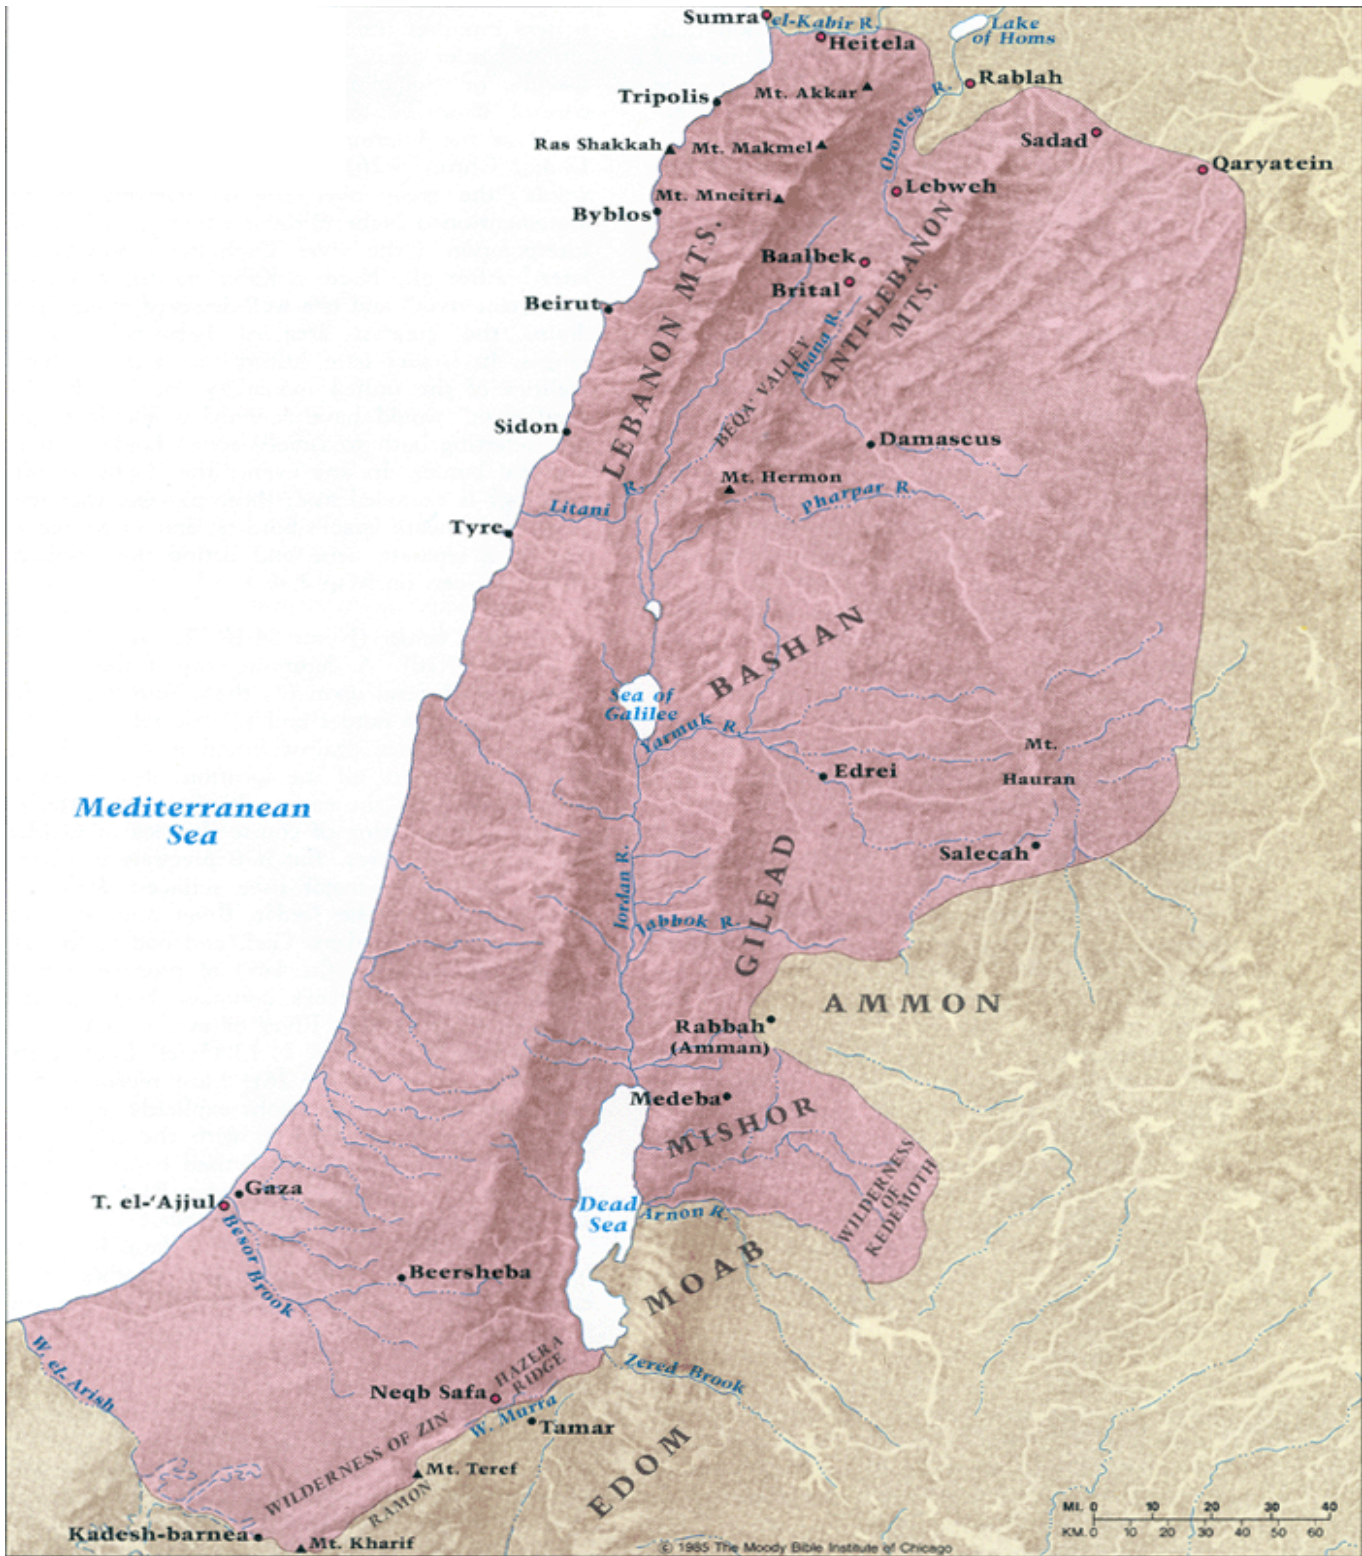 Sumra
el-Kabir R.
Lake
of Homs
Heitela
Rablah
Mt. Akkar
Tripolis
Orontes R.
Sadad
Ras Shakkah
Mt. Makmel
Qaryatein
Lebweh
Mt. Mneitri
Byblos
LEBANON MTS.
Baalbek
Brital
ANTI-LEBANON
MTS.
Beirut
Abana R.
BEQA' VALLEY
Sidon
Damascus
Mt. Hermon
Pharpar R.
Litani R.
Tyre
BASHAN
Sea of
Galilee
Yarmuk R.
Mt.
Hauran
Edrei
Mediterranean
Sea
Salecah
Jordan R.
GILEAD
Jabbok R.
AMMON
Rabbah
(Amman)
Medeba
MISHOR
WILDERNESS
OF
KEDEMOTH
Gaza
T. el-'Ajjul
Dead
Sea
Arnon R.
Besor Brook
Beersheba
MOAB
W. el-Arish
HAZERA
RIDGE
Zered Brook
Neqb Safa
W. Murra
Tamar
WILDERNESS OF ZIN
Mt. Teref
RAMON
EDOM
Kadesh-barnea
Mt. Kharif
MI. 0 10 20 30 40
KM. 0 10 20 30 40 50 60
© 1985 The Moody Bible Institute of Chicago